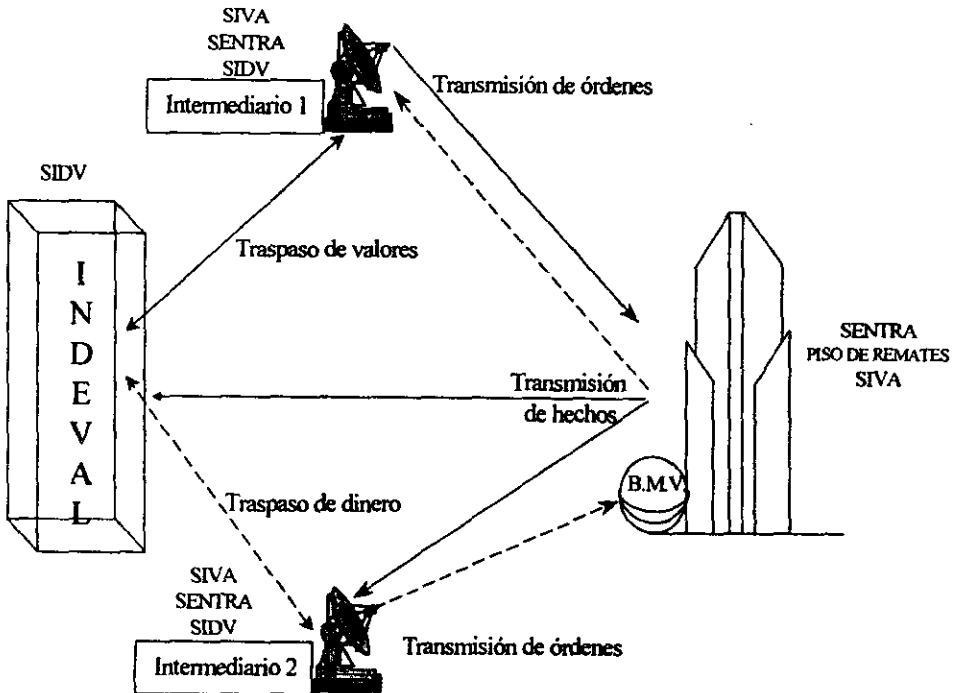 SIVA
SENTRA
SIDV
Intermediario 1
Transmisión de órdenes
SIDV
INDEVAL
Traspaso de valores
SENTRA
PISO DE REMATES
SIVA
Transmisión
de hechos
B.M.V.
Traspaso de dinero
SIVA
SENTRA
SIDV
Intermediario 2
Transmisión de órdenes